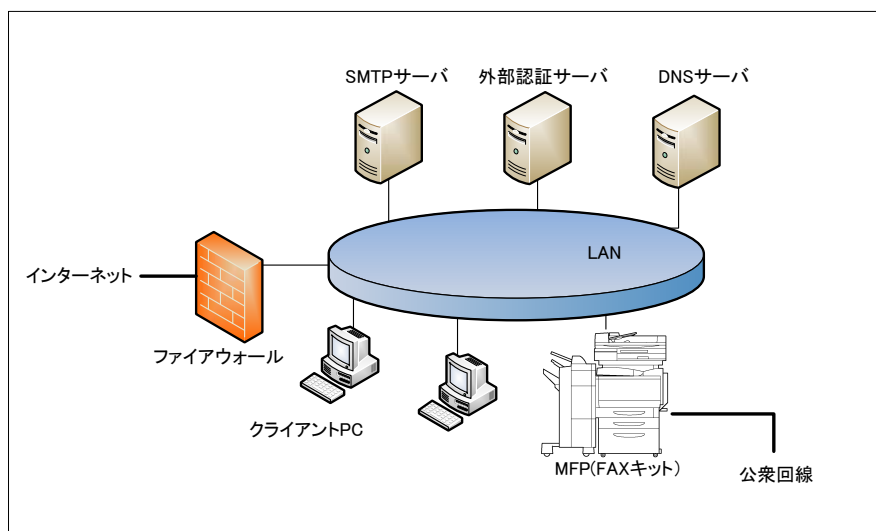 SMTPサーバ
外部認証サーバ
DNSサーバ
LAN
インターネット
ファイアウォール
クライアントPC
MFP(FAXキット)
公衆回線